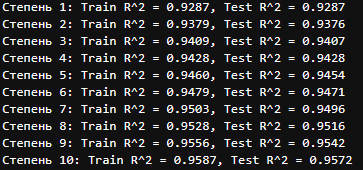 Степень 1: Train R^2 = 0.9287, Test R^2 = 0.9287
Степень 2: Train R^2 = 0.9379, Test R^2 = 0.9376
Степень 3: Train R^2 = 0.9409, Test R^2 = 0.9407
Степень 4: Train R^2 = 0.9428, Test R^2 = 0.9428
Степень 5: Train R^2 = 0.9460, Test R^2 = 0.9454
Степень 6: Train R^2 = 0.9479, Test R^2 = 0.9471
Степень 7: Train R^2 = 0.9503, Test R^2 = 0.9496
Степень 8: Train R^2 = 0.9528, Test R^2 = 0.9516
Степень 9: Train R^2 = 0.9556, Test R^2 = 0.9542
Степень 10: Train R^2 = 0.9587, Test R^2 = 0.9572